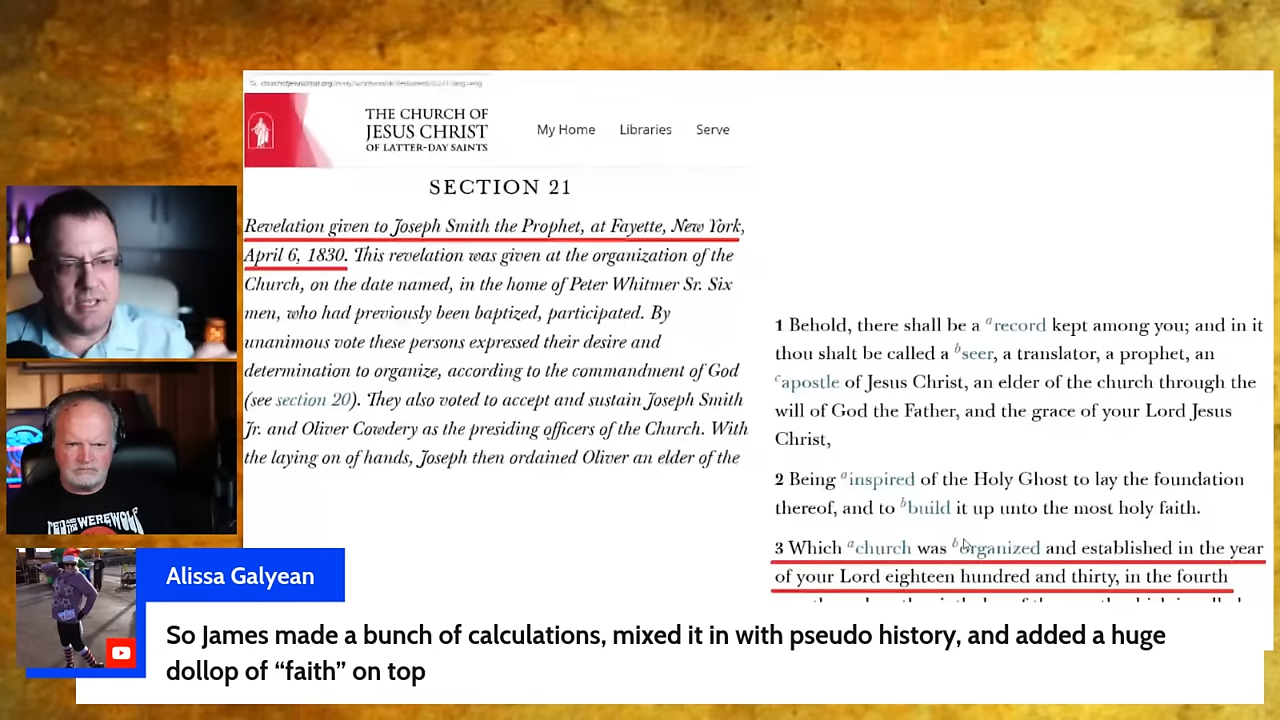 THE CHURCH OF
JESUS CHRIST
OF LATTER-DAY SAINTS
My Home Libraries Serve
SECTION 21
Revelation given to Joseph Smith the Prophet, at Fayette, New York,
April 6, 1830. This revelation was given at the organization of the
Church, on the date named, in the home of Peter Whitmer Sr. Six
men, who had previously been baptized, participated. By
unanimous vote these persons expressed their desire and
determination to organize, according to the commandment of God
(see section 20). They also voted to accept and sustain Joseph Smith
Jr. and Oliver Cowdery as the presiding officers of the Church. With
the laying on of hands, Joseph then ordained Oliver an elder of the
1 Behold, there shall be a a record kept among you; and in it
thou shalt be called a b seer, a translator, a prophet, an
c apostle of Jesus Christ, an elder of the church through the
will of God the Father, and the grace of your Lord Jesus
Christ,
2 Being a inspired of the Holy Ghost to lay the foundation
thereof, and to b build it up unto the most holy faith.
3 Which a church was b organized and established in the year
of your Lord eighteen hundred and thirty, in the fourth
AND THE WEREWOLF
Alissa Galyean
So James made a bunch of calculations, mixed it in with pseudo history, and added a huge
dollop of “faith” on top